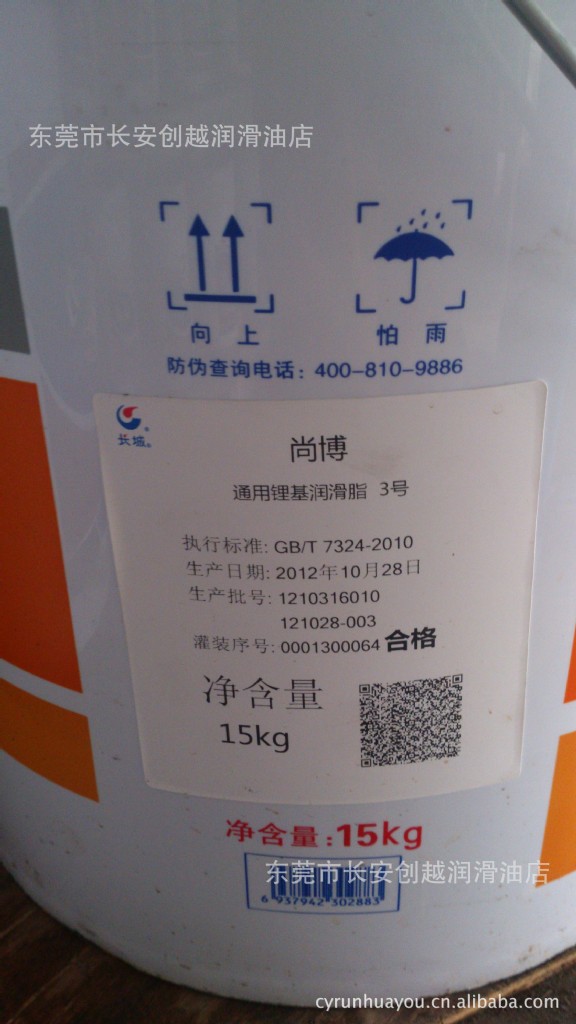 东莞市长安创越润滑油店
向上 怕雨
防伪查询电话：400-810-9886
长城®
尚博
通用锂基润滑脂 3号
执行标准: GB/T 7324-2010
生产日期: 2012年10月28日
生产批号: 1210316010
121028-003
灌装序号: 0001300064 合格
净含量
15kg
净含量：15kg
东莞市长安创越润滑油店
6 937942 302883
cyrunhuayou.cn.alibaba.com